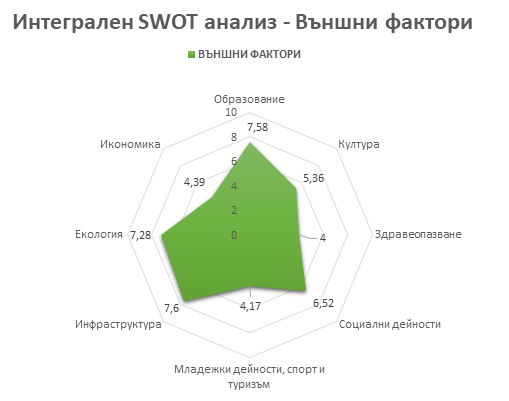 Интегрален SWOT анализ - Външни фактори
ВЪНШНИ ФАКТОРИ
Образование
10
7,58
8
Икономика
Култура
6
5,36
4,39
4
2
Екология
7,28
0
4
Здравеопазване
7,6
6,52
4,17
Инфраструктура
Социални дейности
Младежки дейности, спорт и
туризъм